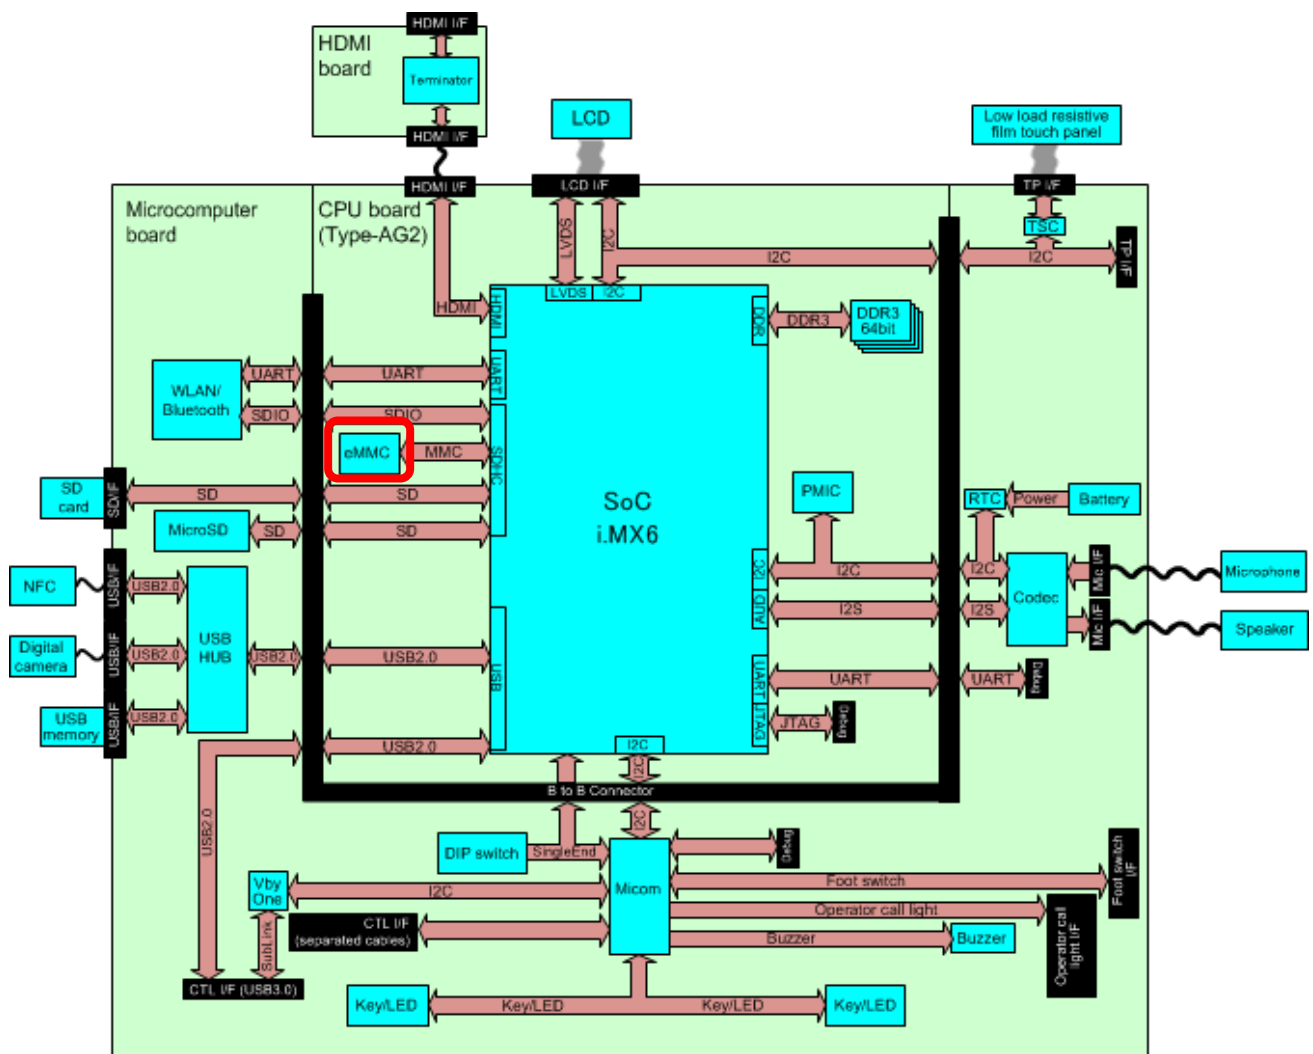 HDMI I/F
HDMI
board
Terminator
HDMI I/F
LCD
Low load resistive
film touch panel
HDMI I/F
LCD I/F
TP I/F
Microcomputer
board
CPU board
(Type-AG2)
LVDS
I2C
TSC
I2C
I2C
TP I/F
HDMI
HDMI
LVDS
I2C
DDR
DDR3
DDR3
64bit
WLAN/
Bluetooth
UART
UART
UART
SDIO
SDIO
eMMC
MMC
SDHC
SD
card
SD/IF
SD
SD
MicroSD
SD
SD
SoC
i.MX6
PMIC
RTC
Power
Battery
NFC
USB/IF
USB2.0
I2C
I2C
I2C
Codec
Mic I/F
Microphone
AUD
I2S
I2S
Mic I/F
Speaker
Digital
camera
USB/IF
USB2.0
USB
HUB
USB2.0
USB2.0
USB
UART
UART
UART
Debug
USB
memory
USB/IF
USB2.0
JTAG
JTAG
Debug
USB2.0
I2C
I2C
B to B Connector
USB2.0
I2C
DIP switch
SingleEnd
Debug
Micom
Foot switch
Foot switch
I/F
Vby
One
I2C
Operator call light
Operator call
light I/F
CTL I/F
(separated cables)
Buzzer
Buzzer
SubLink
CTL I/F (USB3.0)
Key/LED
Key/LED
Key/LED
Key/LED